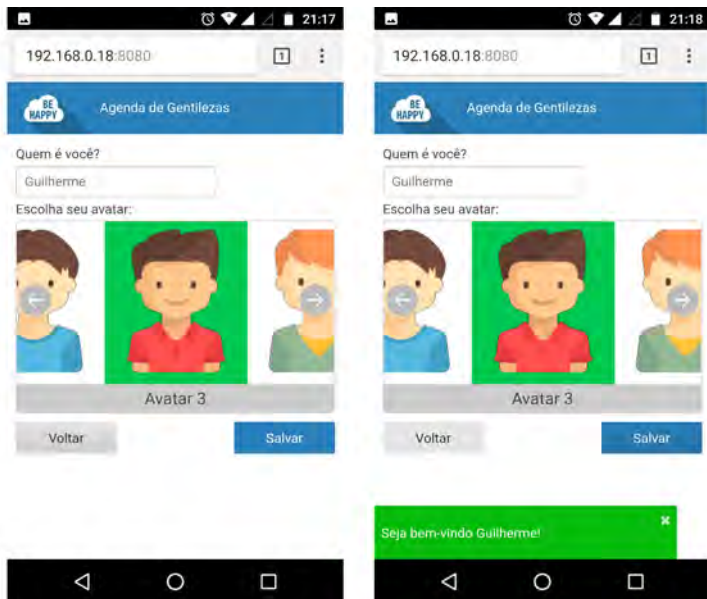 21:17
192.168.0.18:8080
1
BE
HAPPY
Agenda de Gentilezas
Quem é você?
Guilherme
Escolha seu avatar:
Avatar 3
Voltar
Salvar
21:18
192.168.0.18:8080
1
BE
HAPPY
Agenda de Gentilezas
Quem é você?
Guilherme
Escolha seu avatar:
Avatar 3
Voltar
Salvar
Seja bem-vindo Guilherme!